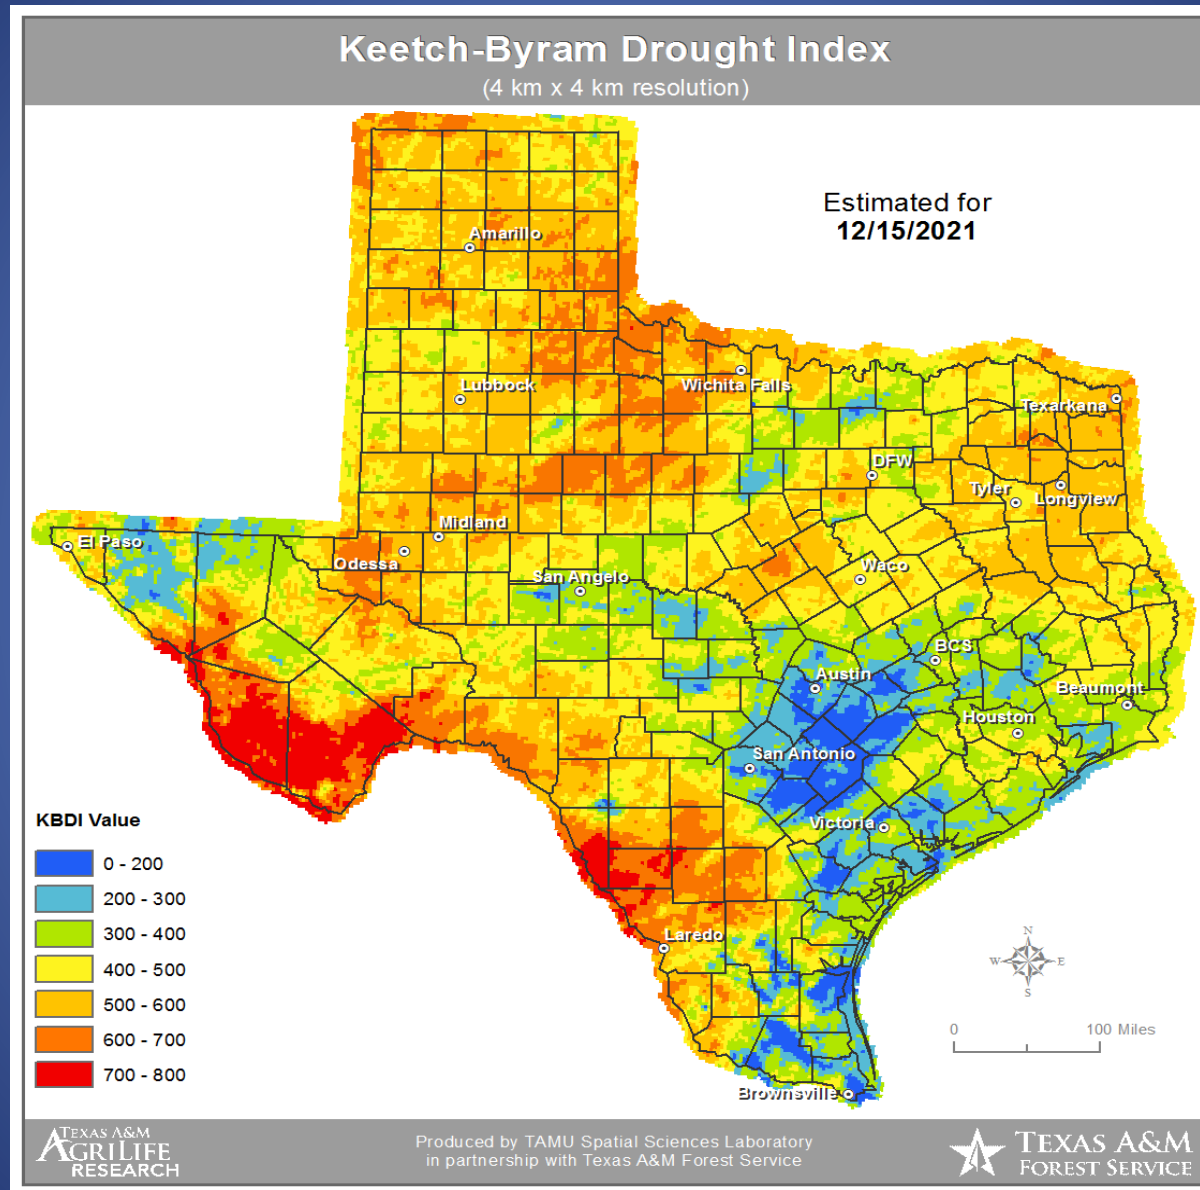 Keetch-Byram Drought Index
(4 km x 4 km resolution)
Estimated for
12/15/2021
Amarillo
Lubbock
Wichita Falls
Texarkana
DFW
Tyler
Longview
Midland
El Paso
Odessa
San Angelo
Waco
BCS
Austin
Beaumont
Houston
San Antonio
Victoria
Laredo
Brownsville
KBDI Value
0 - 200
200 - 300
300 - 400
400 - 500
500 - 600
600 - 700
700 - 800
N
W E
S
0 100 Miles
TEXAS A&M
AGRILIFE
RESEARCH
Produced by TAMU Spatial Sciences Laboratory
in partnership with Texas A&M Forest Service
TEXAS A&M
FOREST SERVICE